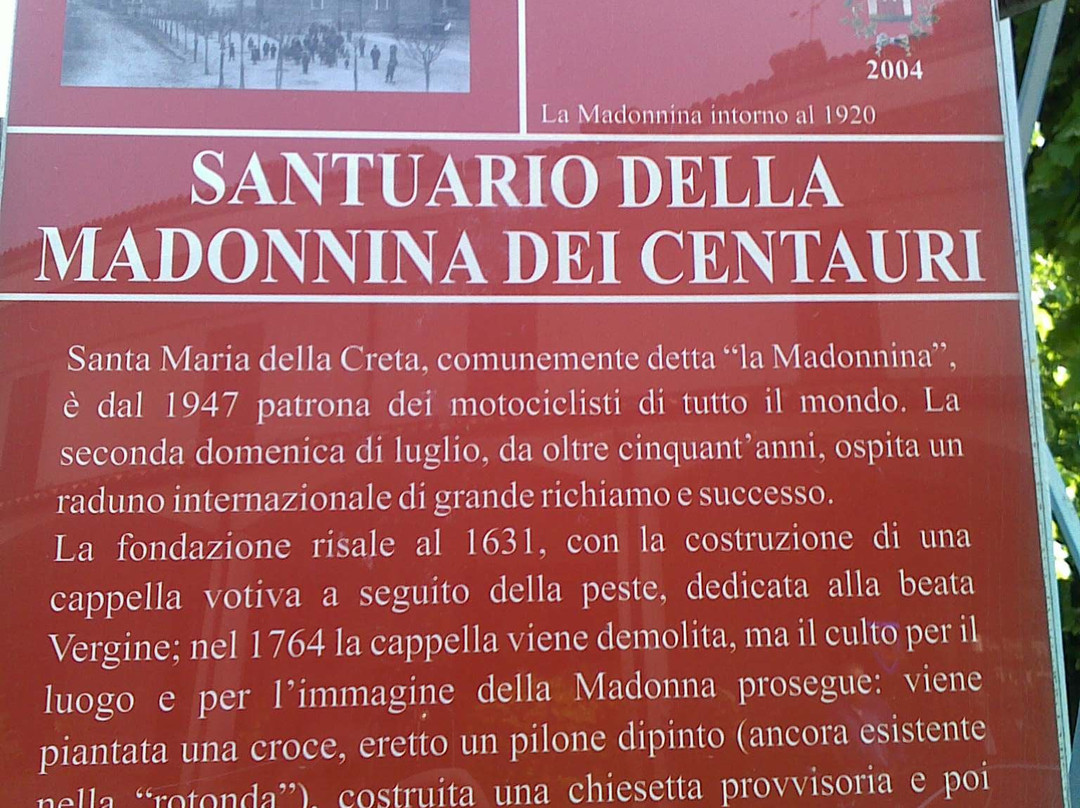 2004
La Madonnina intorno al 1920
SANTUARIO DELLA
MADONNINA DEI CENTAURI
Santa Maria della Creta, comunemente detta “la Madonnina”,
è dal 1947 patrona dei motociclisti di tutto il mondo. La
seconda domenica di luglio, da oltre cinquant’anni, ospita un
raduno internazionale di grande richiamo e successo.
La fondazione risale al 1631, con la costruzione di una
cappella votiva a seguito della peste, dedicata alla beata
Vergine; nel 1764 la cappella viene demolita, ma il culto per il
luogo e per l’immagine della Madonna prosegue: viene
piantata una croce, eretto un pilone dipinto (ancora esistente
nella “rotonda”), costruita una chiesetta provvisoria e poi